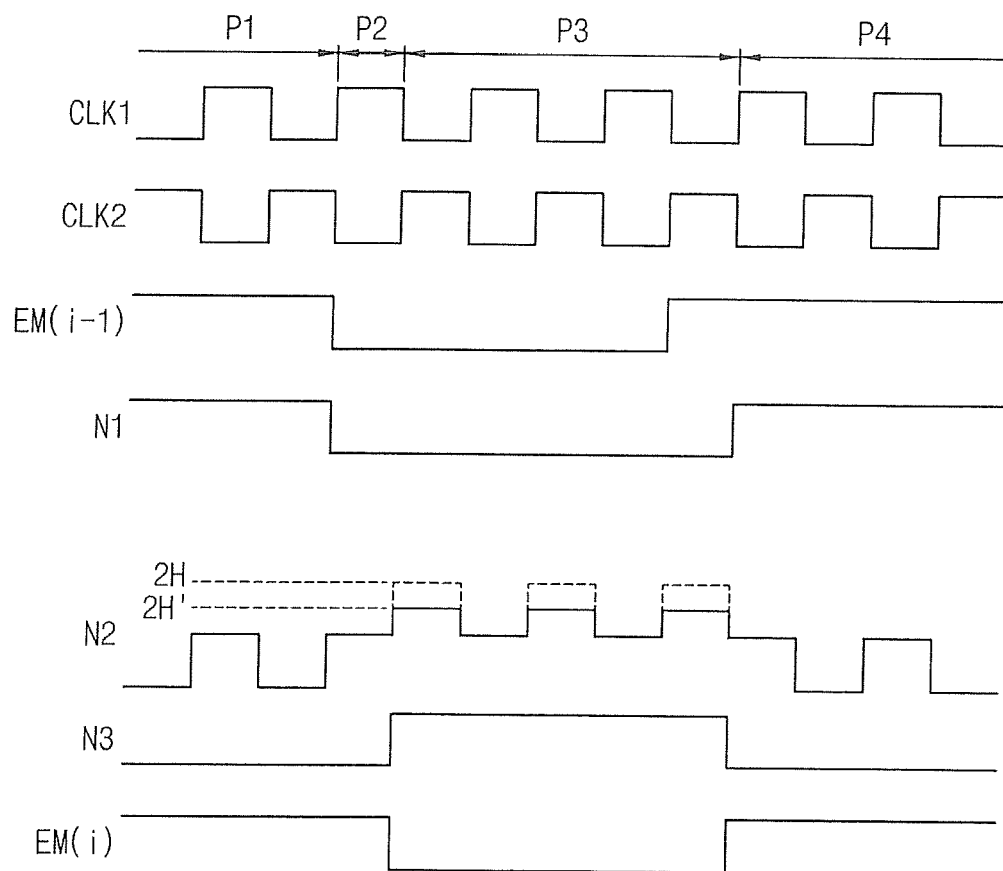 P1 P2 P3 P4
CLK1
CLK2
EM(i-1)
N1
2H
2H'
N2
N3
EM(i)